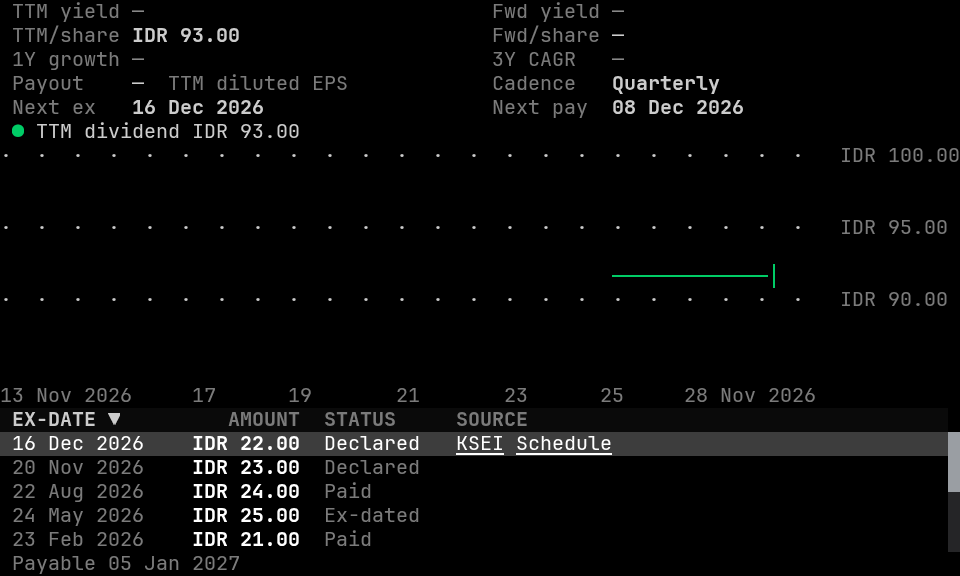 TTM yield — Fwd yield —
TTM/share IDR 93.00 Fwd/share —
1Y growth — 3Y CAGR —
Payout — TTM diluted EPS Cadence Quarterly
Next ex 16 Dec 2026 Next pay 08 Dec 2026
TTM dividend IDR 93.00
IDR 100.00
IDR 95.00
IDR 90.00
13 Nov 2026 17 19 21 23 25 28 Nov 2026
EX-DATE ▼ AMOUNT STATUS SOURCE
16 Dec 2026 IDR 22.00 Declared KSEI Schedule
20 Nov 2026 IDR 23.00 Declared
22 Aug 2026 IDR 24.00 Paid
24 May 2026 IDR 25.00 Ex-dated
23 Feb 2026 IDR 21.00 Paid
Payable 05 Jan 2027